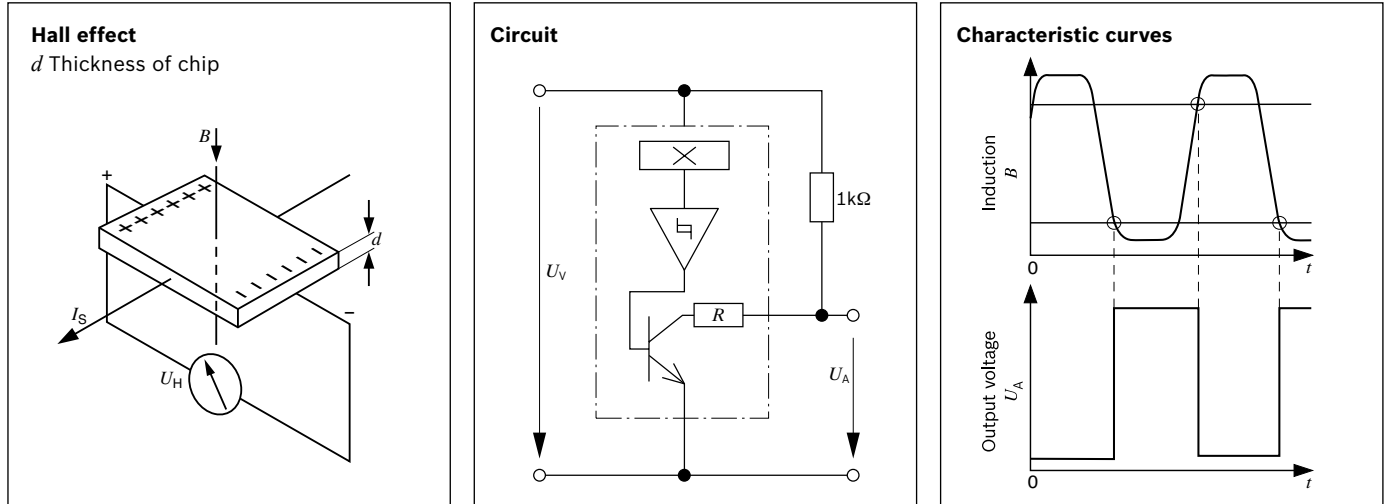 Hall effect
d Thickness of chip
B
+
+ + + + + +
d
− − − − − −
I_S
−
U_H
Circuit
1kΩ
U_V
R
U_A
Characteristic curves
Induction
B
0
t
Output voltage
U_A
0
t